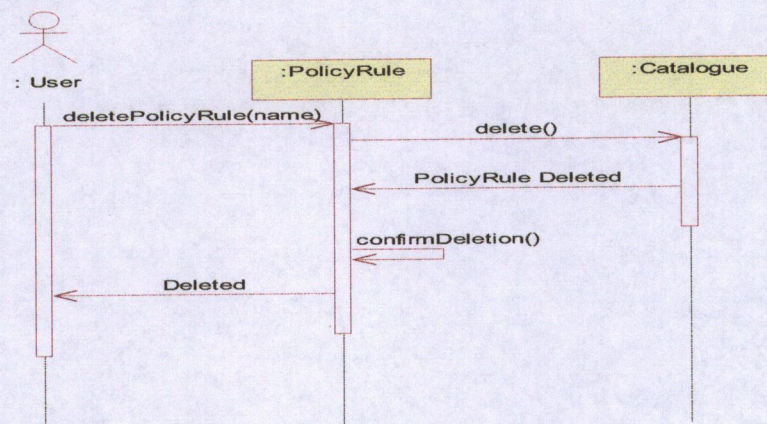 : User
:PolicyRule
:Catalogue
deletePolicyRule(name)
delete()
PolicyRule Deleted
confirmDeletion()
Deleted